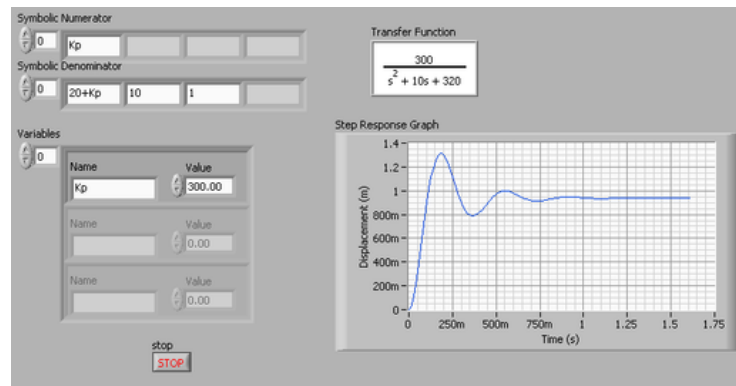 Symbolic Numerator
0 Kp
Symbolic Denominator
0 20+Kp 10 1
Variables
0
Name Value
Kp 300.00
Name Value
0.00
Name Value
0.00
stop
STOP
Transfer Function
300
s2 + 10s + 320
Step Response Graph
Displacement (m)
1.4
1.2
1
800m
600m
400m
200m
0
0 250m 500m 750m 1 1.25 1.5 1.75
Time (s)